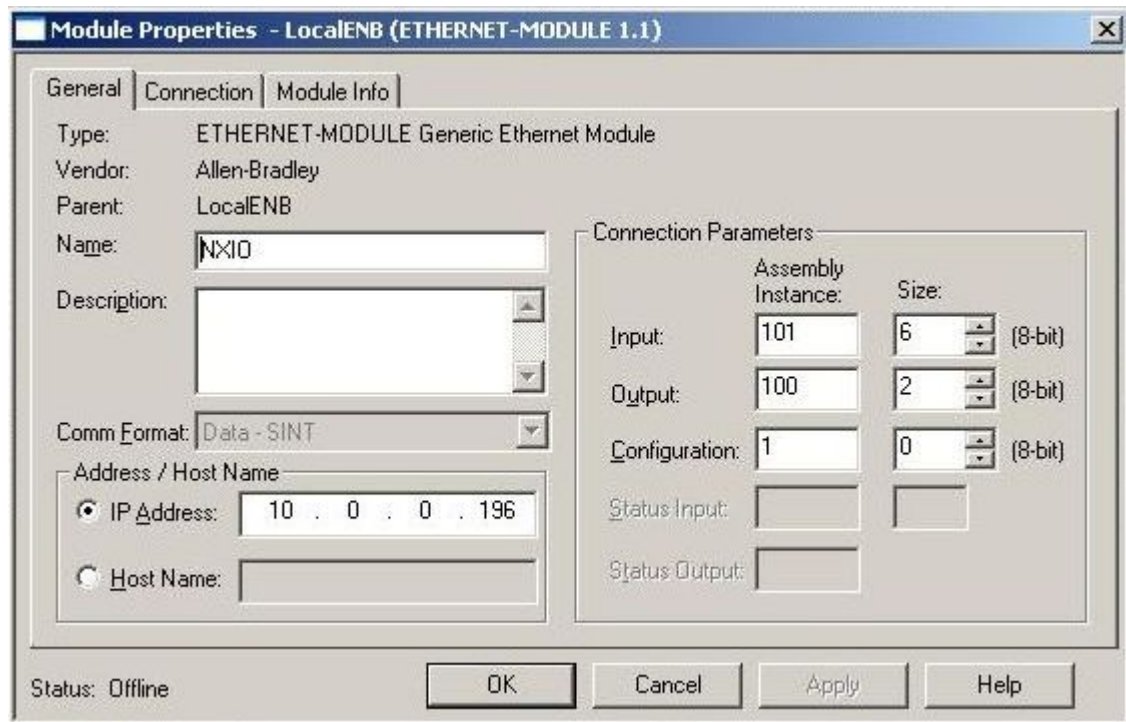 Module Properties - LocalENB (ETHERNET-MODULE 1.1)
General Connection Module Info
Type: ETHERNET-MODULE Generic Ethernet Module
Vendor: Allen-Bradley
Parent: LocalENB
Name: NXIO
Description:
Comm Format: Data - SINT
Address / Host Name
IP Address: 10 . 0 . 0 . 196
Host Name:
Connection Parameters
Assembly
Instance: Size:
Input: 101 6 (8-bit)
Output: 100 2 (8-bit)
Configuration: 1 0 (8-bit)
Status Input:
Status Output:
Status: Offline
OK Cancel Apply Help